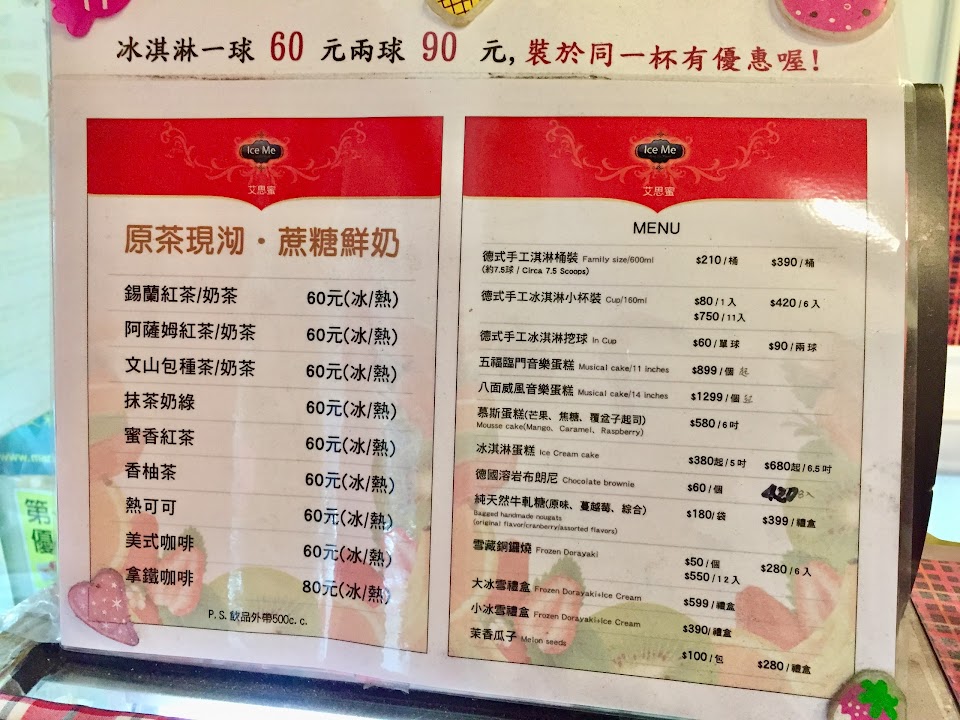 冰淇淋一球 60 元兩球 90 元,裝於同一杯有優惠喔!
Ice Me
艾思蜜
原茶現沏・蔗糖鮮奶
錫蘭紅茶/奶茶 60元(冰/熱)
阿薩姆紅茶/奶茶 60元(冰/熱)
文山包種茶/奶茶 60元(冰/熱)
抹茶奶綠 60元(冰/熱)
蜜香紅茶 60元(冰/熱)
香柚茶 60元(冰/熱)
熱可可 60元(冰/熱)
美式咖啡 60元(冰/熱)
拿鐵咖啡 80元(冰/熱)
P.S.飲品外帶500c.c.
Ice Me
艾思蜜
MENU
德式手工淇淋桶裝 Family size/600ml $210/桶 $390/桶
(約7.5球 / Circa 7.5 Scoops)
德式手工冰淇淋小杯裝 Cup/160ml $80/1入 $420/6入
$750/11入
德式手工冰淇淋挖球 In Cup $60/單球 $90/兩球
五福臨門音樂蛋糕 Musical cake/11 inches $899/個 起
八面威風音樂蛋糕 Musical cake/14 inches $1299/個 起
慕斯蛋糕(芒果、焦糖、覆盆子起司) $580/6吋
Mousse cake(Mango、Caramel、Raspberry)
冰淇淋蛋糕 Ice Cream cake $380起/5吋 $680起/6.5吋
德國溶岩布朗尼 Chocolate brownie $60/個 420
純天然牛軋糖(原味、蔓越莓、綜合) $180/袋 $399/禮盒
Bagged handmade nougats
(original flavor/cranberry/assorted flavors)
雪藏銅鑼燒 Frozen Dorayaki $50/個 $280/6入
$550/12入
大冰雪禮盒 Frozen Dorayaki+Ice Cream $599/禮盒
小冰雪禮盒 Frozen Dorayaki+Ice Cream $390/禮盒
茉香瓜子 Melon seeds $100/包 $280/禮盒
第
優